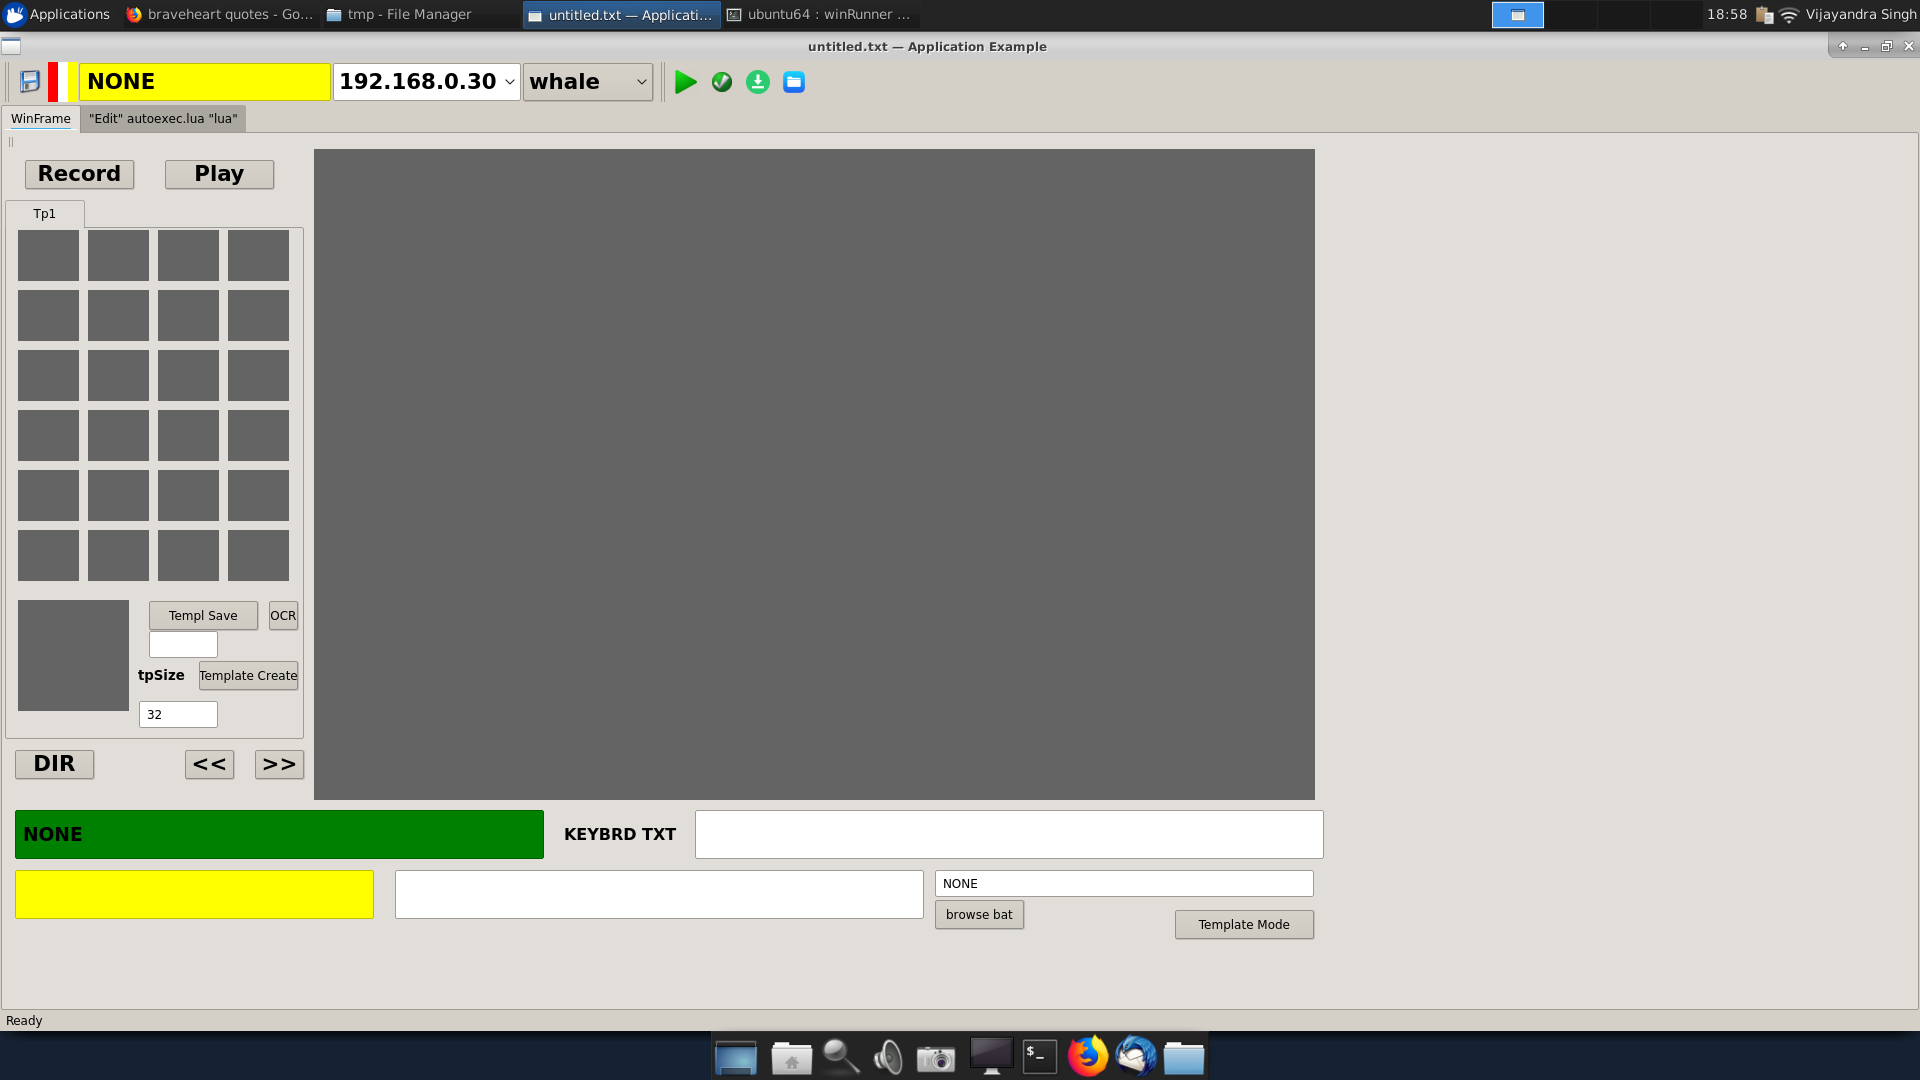 Applications braveheart quotes - Go... tmp - File Manager untitled.txt — Applicati... ubuntu64 : winRunner ... 18:58 Vijayandra Singh
untitled.txt — Application Example
NONE 192.168.0.30 whale
WinFrame "Edit" autoexec.lua "lua"
Record Play
Tp1
Templ Save OCR
tpSize Template Create
32
DIR << >>
NONE KEYBRD TXT
NONE
browse bat
Template Mode
Ready
$_